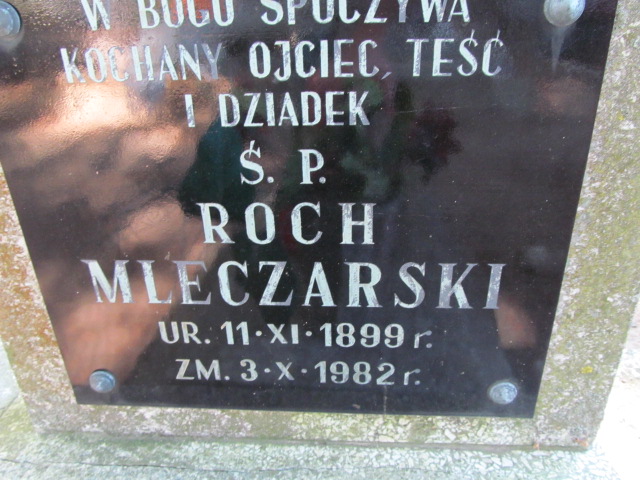 W BOGU SPOCZYWA
KOCHANY OJCIEC, TEŚĆ
I DZIADEK
Ś. P.
ROCH
MLECZARSKI
UR. 11·XI·1899 r.
ZM. 3·X·1982 r.